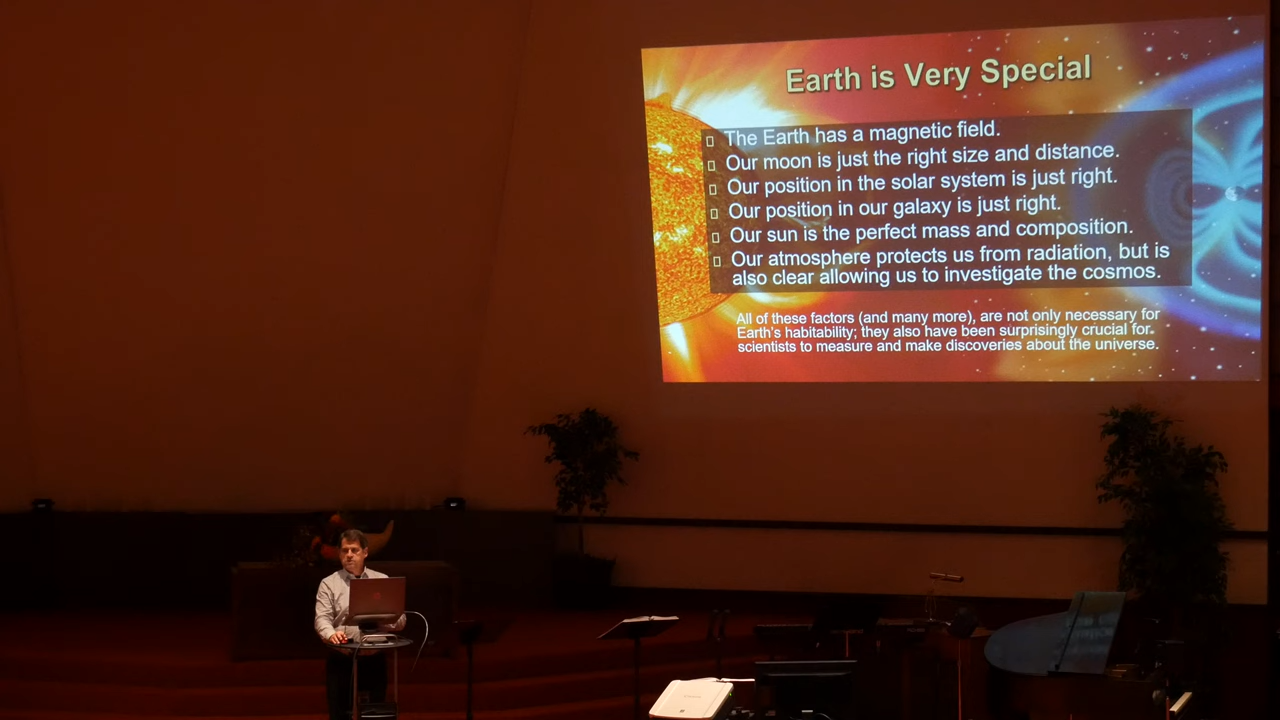 Earth is Very Special
The Earth has a magnetic field.
Our moon is just the right size and distance.
Our position in the solar system is just right.
Our position in our galaxy is just right.
Our sun is the perfect mass and composition.
Our atmosphere protects us from radiation, but is
also clear allowing us to investigate the cosmos.
All of these factors (and many more), are not only necessary for
Earth's habitability; they also have been surprisingly crucial for
scientists to measure and make discoveries about the universe.